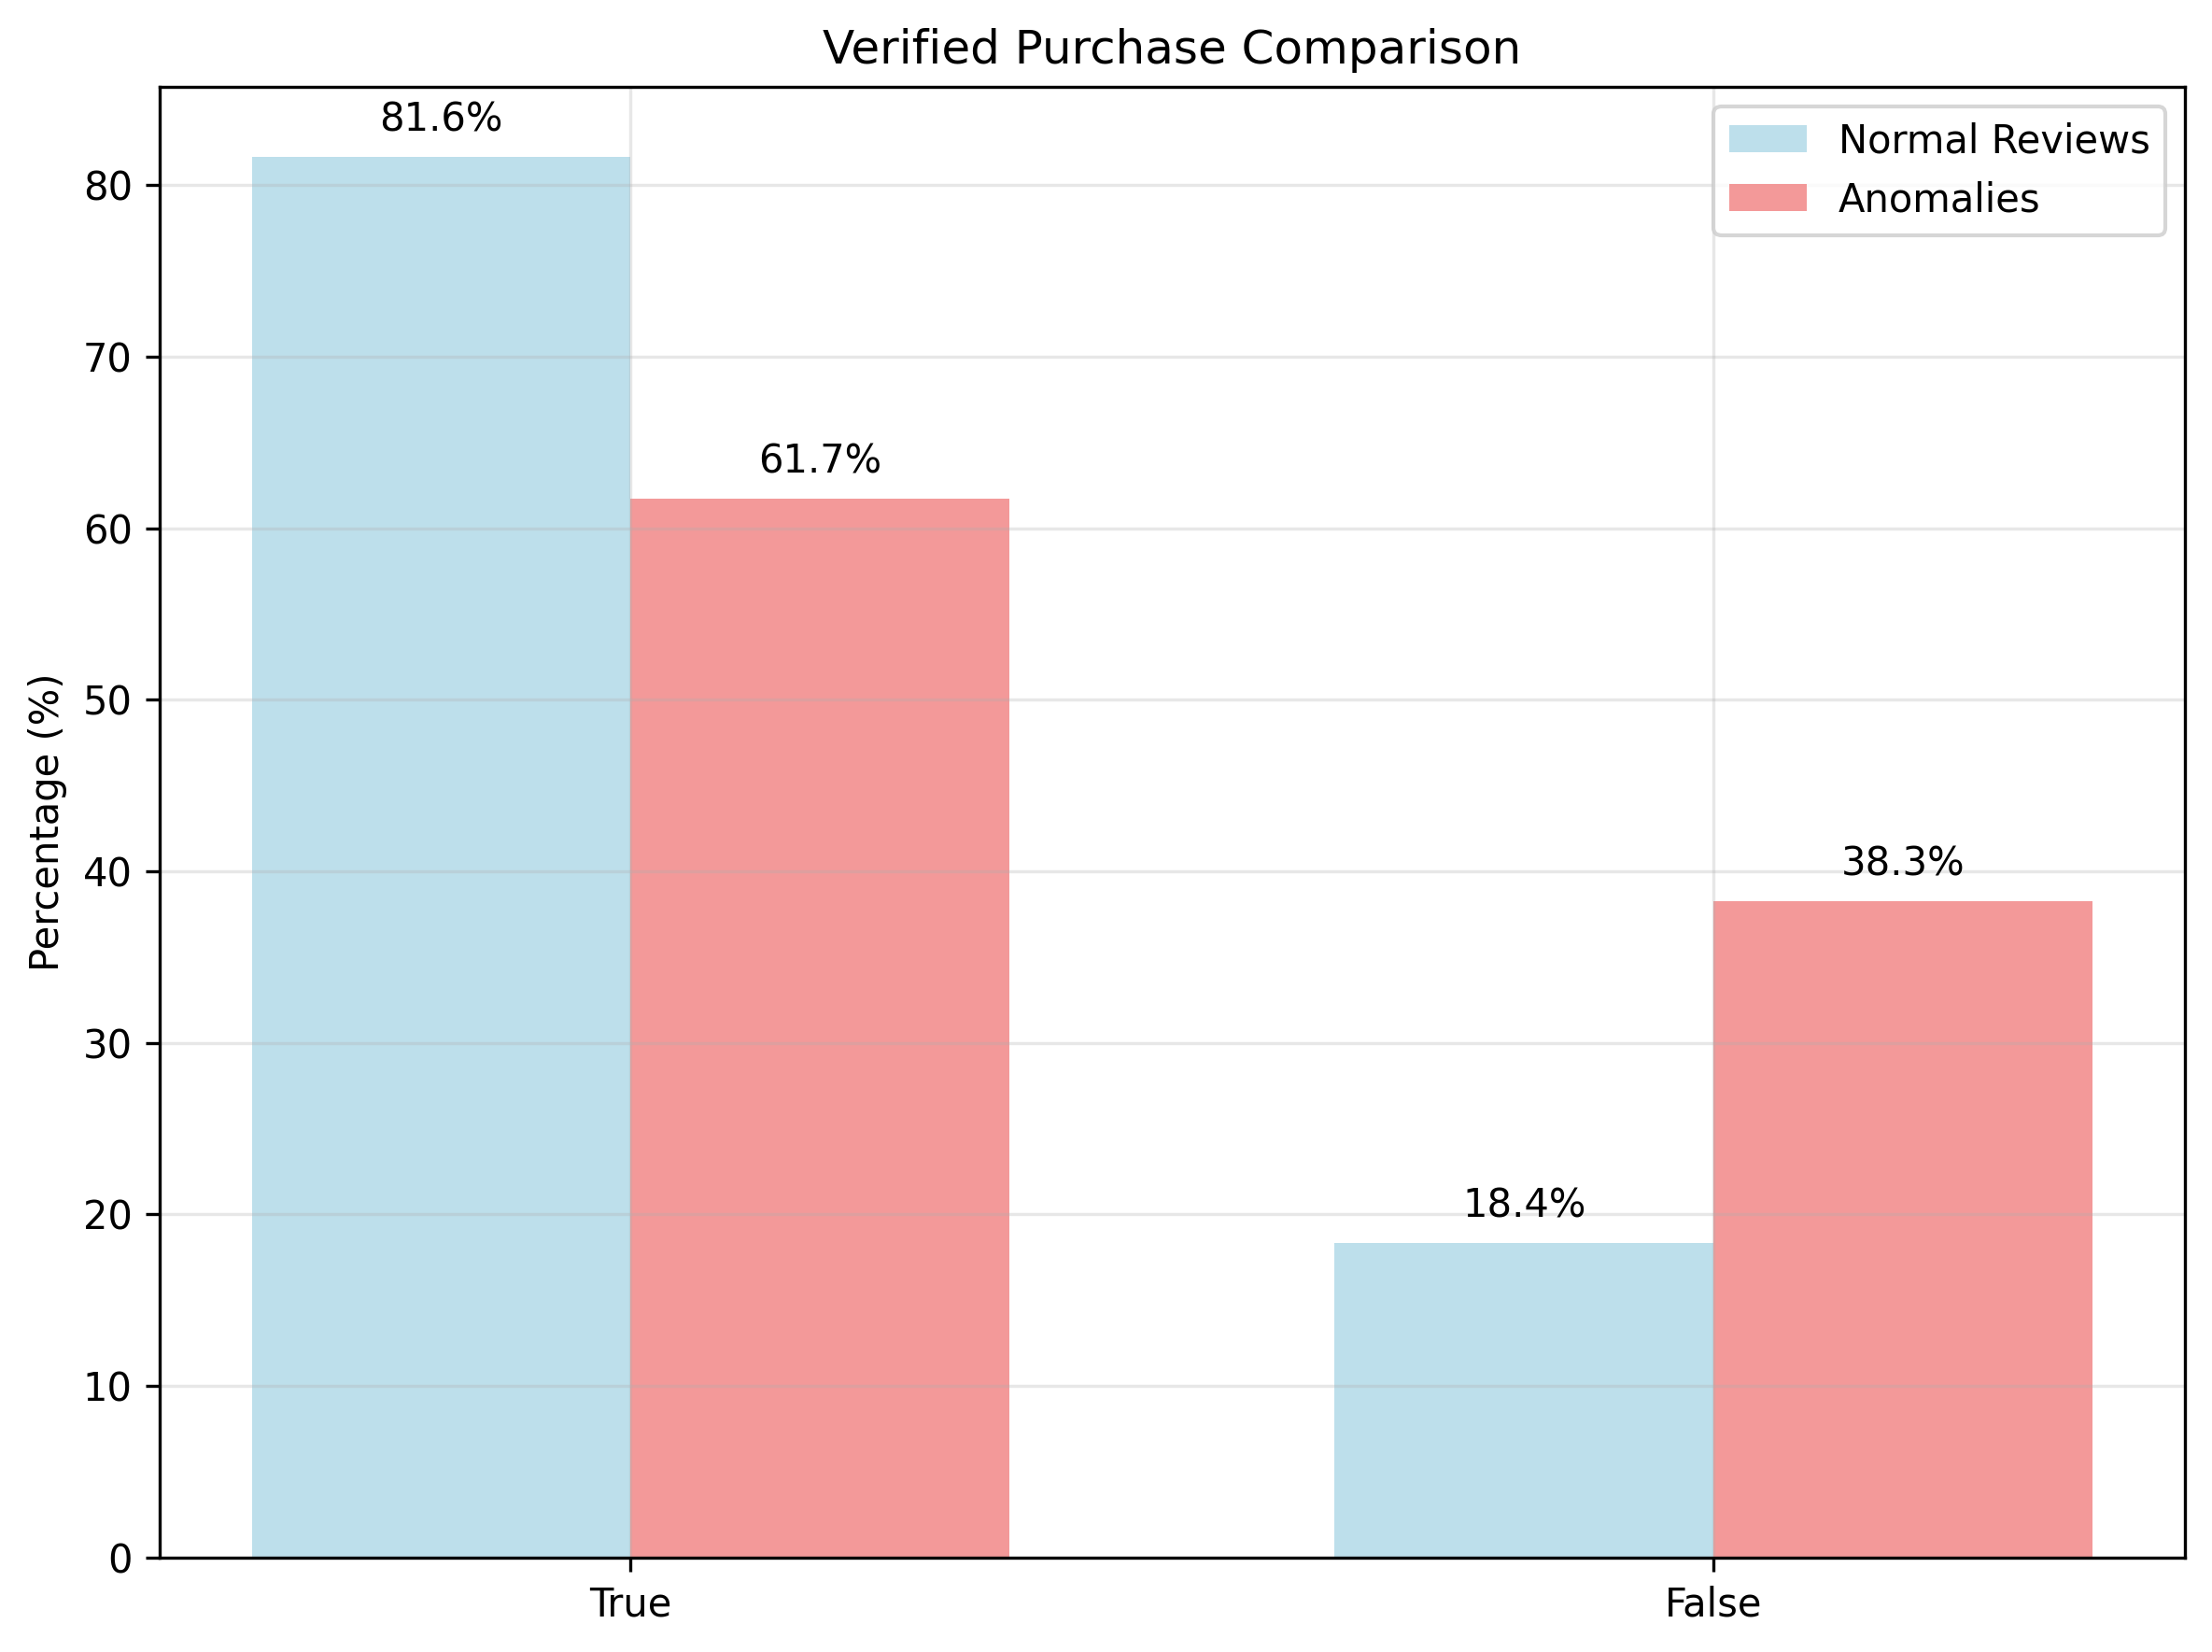 Verified Purchase Comparison
Normal Reviews
Anomalies
81.6%
61.7%
38.3%
18.4%
80
70
60
50
40
30
20
10
0
Percentage (%)
True
False